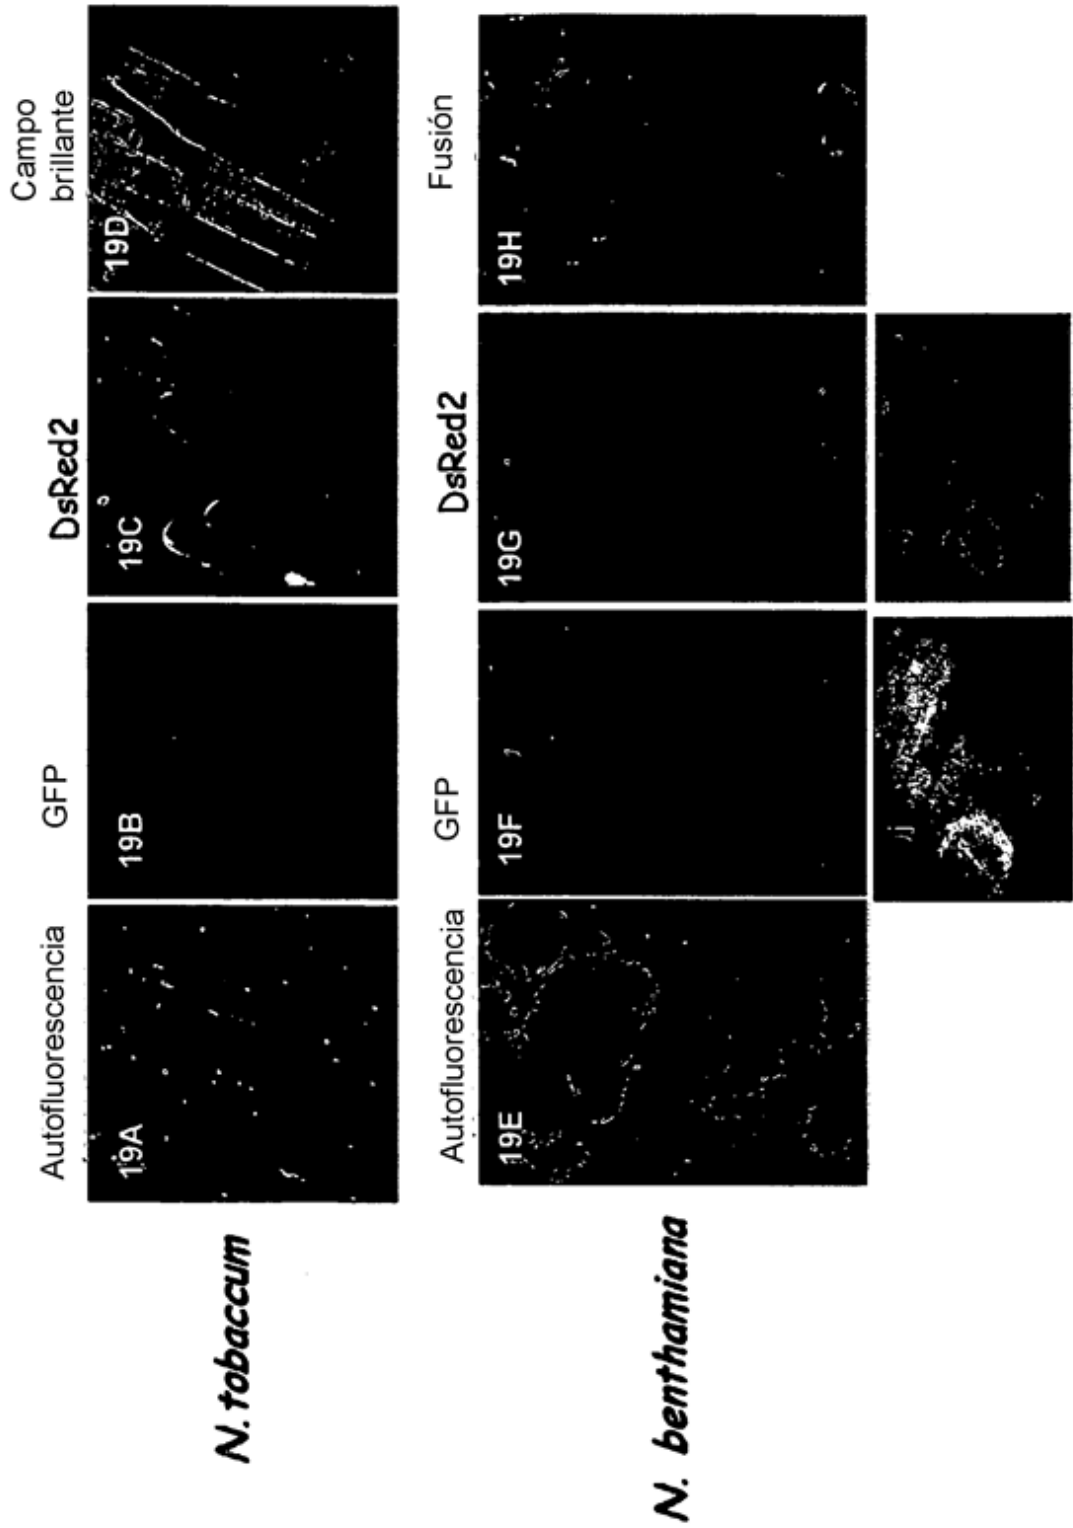 Autofluorescencia
GFP
DsRed2
Campo
brillante
N. tobaccum
19A
19B
19C
19D
Autofluorescencia
GFP
DsRed2
Fusión
N. benthamiana
19E
19F
19G
19H
jj